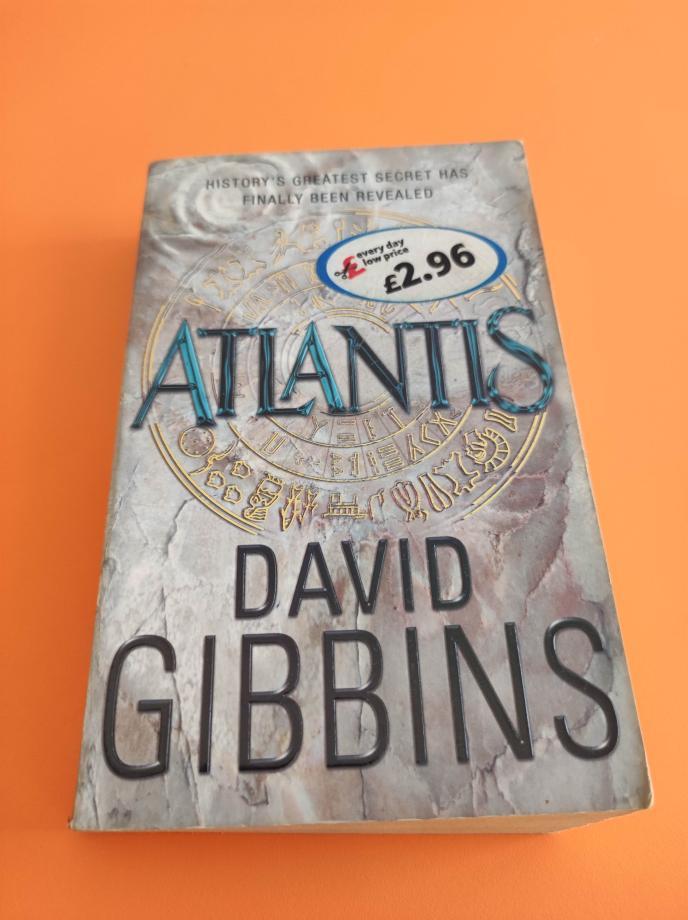 HISTORY'S GREATEST SECRET HAS
FINALLY BEEN REVEALED
£ every day
low price
£2.96
ATLANTIS
DAVID
GIBBINS